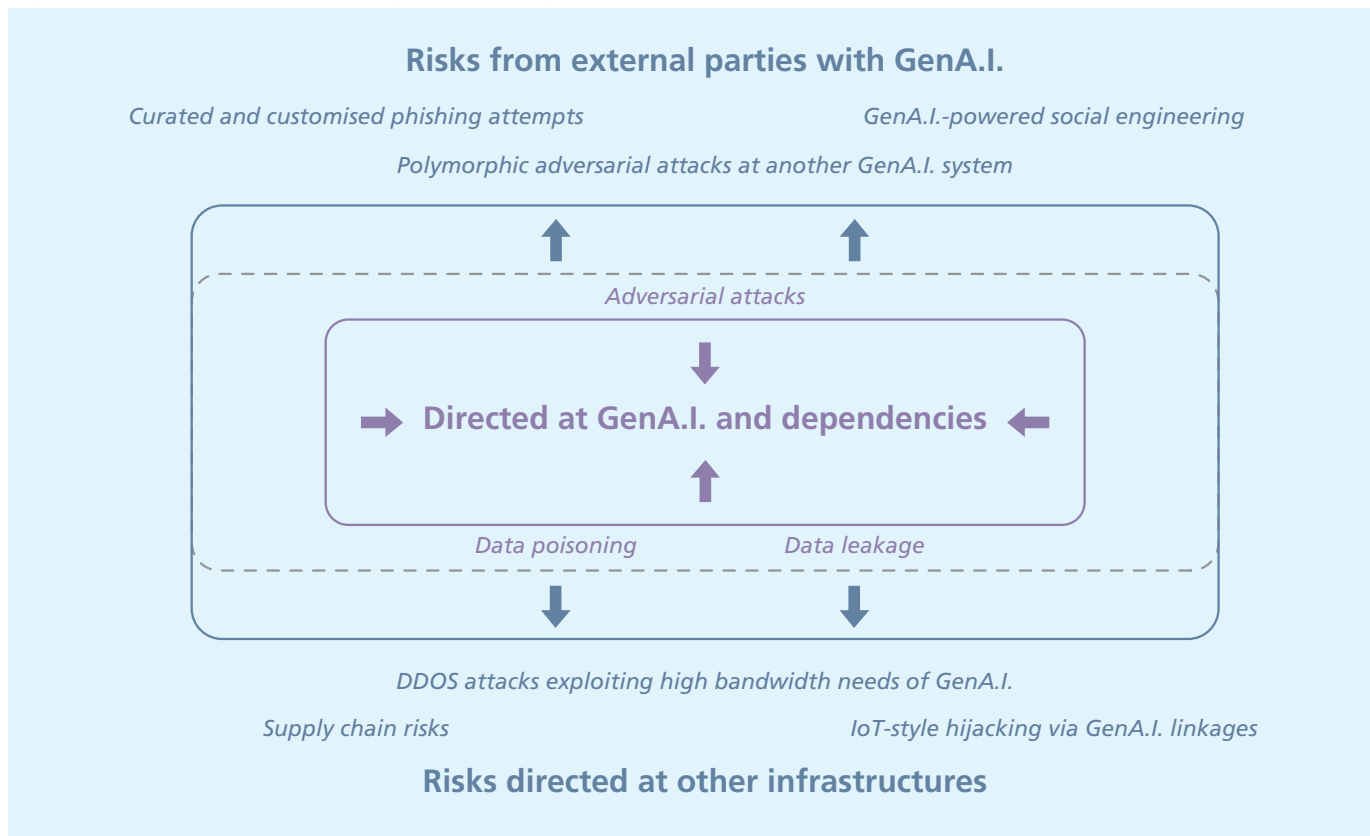 Risks from external parties with GenA.I.
Curated and customised phishing attempts
GenA.I.-powered social engineering
Polymorphic adversarial attacks at another GenA.I. system
Adversarial attacks
Directed at GenA.I. and dependencies
Data poisoning
Data leakage
DDOS attacks exploiting high bandwidth needs of GenA.I.
Supply chain risks
IoT-style hijacking via GenA.I. linkages
Risks directed at other infrastructures